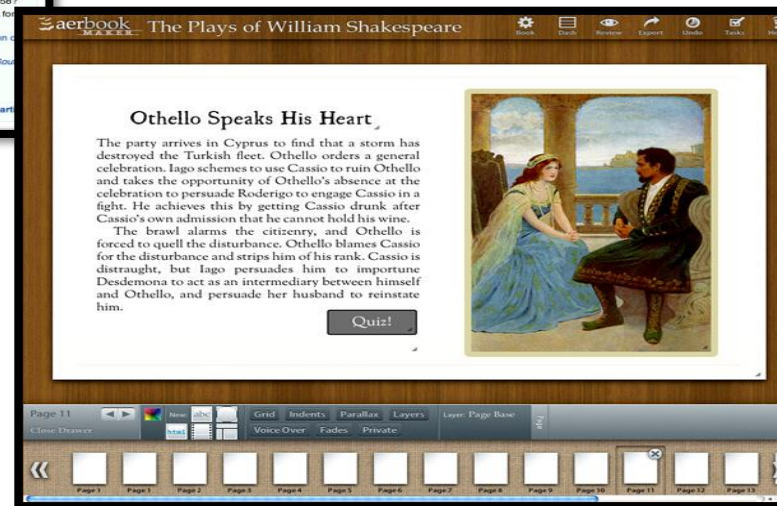 58?
for
aerbook
MAKER
The Plays of William Shakespeare
Book Dash Review Export Undo Tasks
Othello Speaks His Heart
The party arrives in Cyprus to find that a storm has
destroyed the Turkish fleet. Othello orders a general
celebration. Iago schemes to use Cassio to ruin Othello
and takes the opportunity of Othello's absence at the
celebration to persuade Roderigo to engage Cassio in a
fight. He achieves this by getting Cassio drunk after
Cassio's own admission that he cannot hold his wine.
The brawl alarms the citizenry, and Othello is
forced to quell the disturbance. Othello blames Cassio
for the disturbance and strips him of his rank. Cassio is
distraught, but Iago persuades him to importune
Desdemona to act as an intermediary between himself
and Othello, and persuade her husband to reinstate
him.
Quiz!
Page 11 New: abc Grid Indents Parallax Layers Layer: Page Base Page
Close Drawer html Voice Over Fades Private
Page 1 Page 1 Page 2 Page 3 Page 4 Page 5 Page 6 Page 7 Page 8 Page 9 Page 10 Page 11 Page 12 Page 13